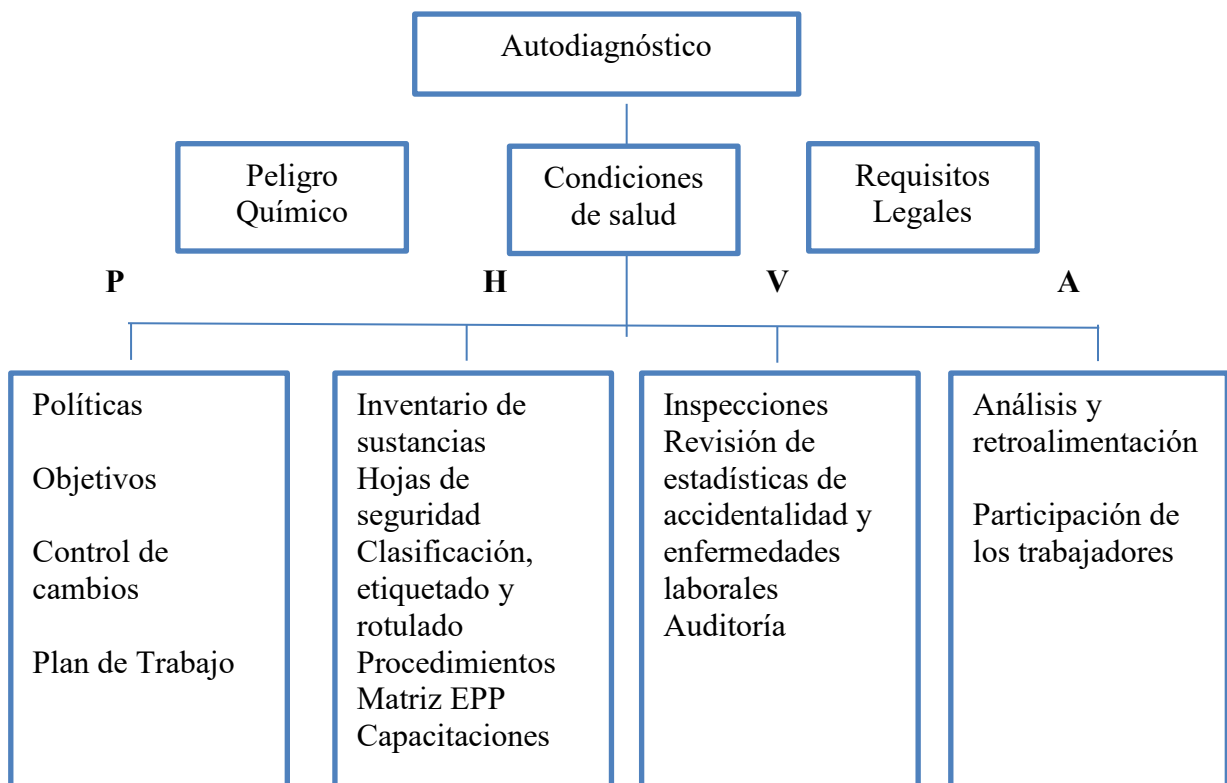 Autodiagnóstico
Peligro
Químico
Condiciones
de salud
Requisitos
Legales
P
H
V
A
Políticas
Objetivos
Control de
cambios
Plan de Trabajo
Inventario de
sustancias
Hojas de
seguridad
Clasificación,
etiquetado y
rotulado
Procedimientos
Matriz EPP
Capacitaciones
Inspecciones
Revisión de
estadísticas de
accidentalidad y
enfermedades
laborales
Auditoría
Análisis y
retroalimentación
Participación de
los trabajadores